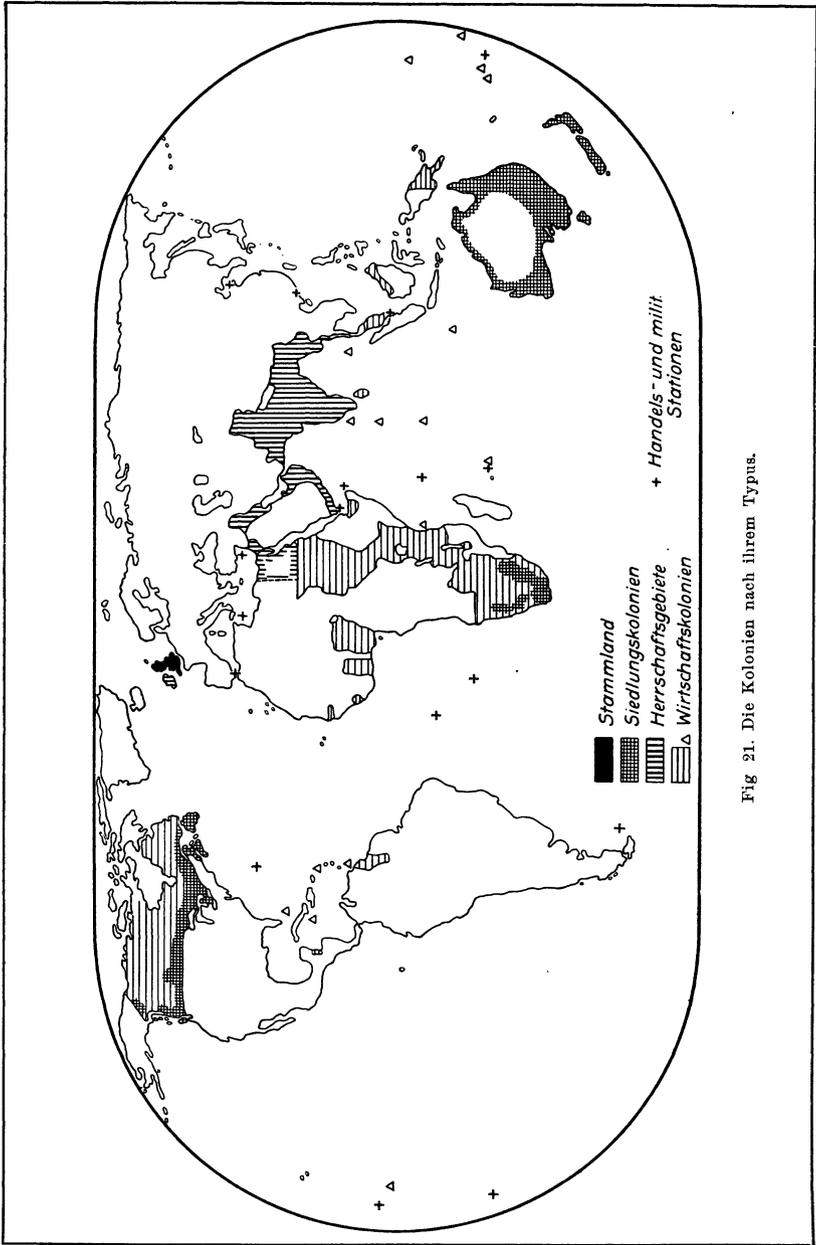 Stammland
Siedlungskolonien
Herrschaftsgebiete
Wirtschaftskolonien
+ Handels- und milit.
Stationen
Fig 21. Die Kolonien nach ihrem Typus.